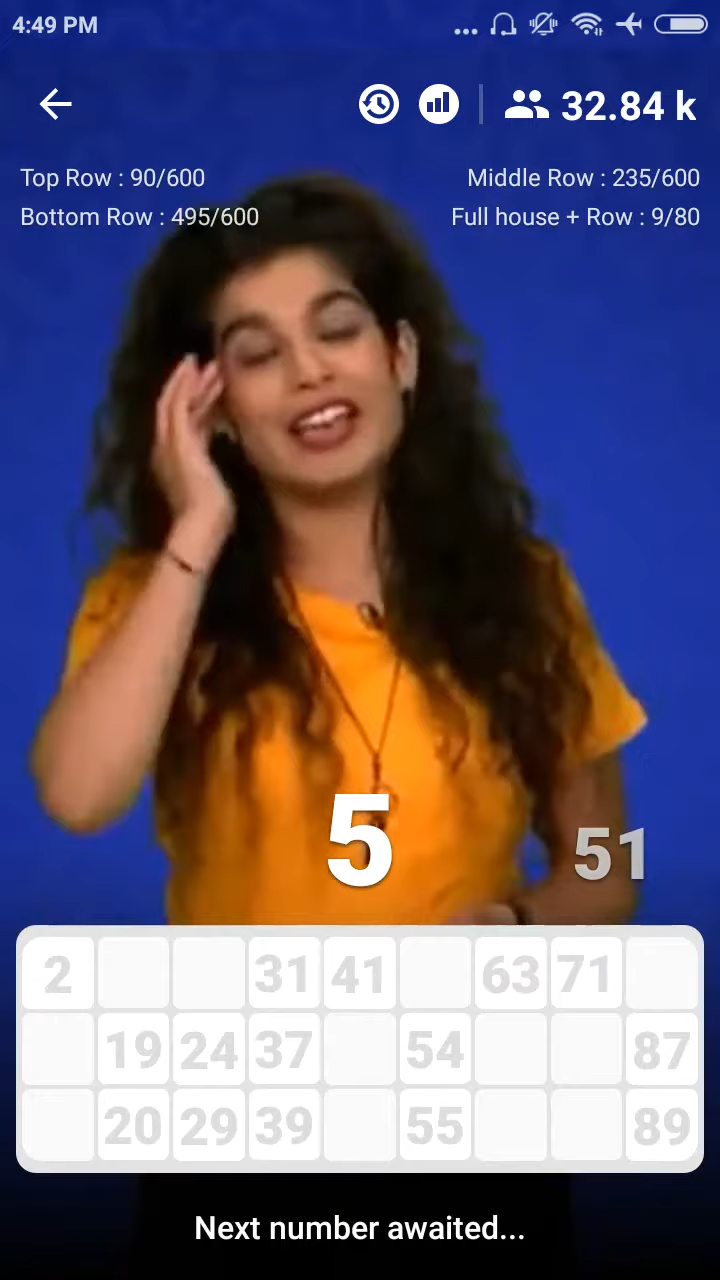 4:49 PM
32.84 k
Top Row : 90/600
Middle Row : 235/600
Bottom Row : 495/600
Full house + Row : 9/80
5
51
2 31 41 63 71
19 24 37 54 87
20 29 39 55 89
Next number awaited...